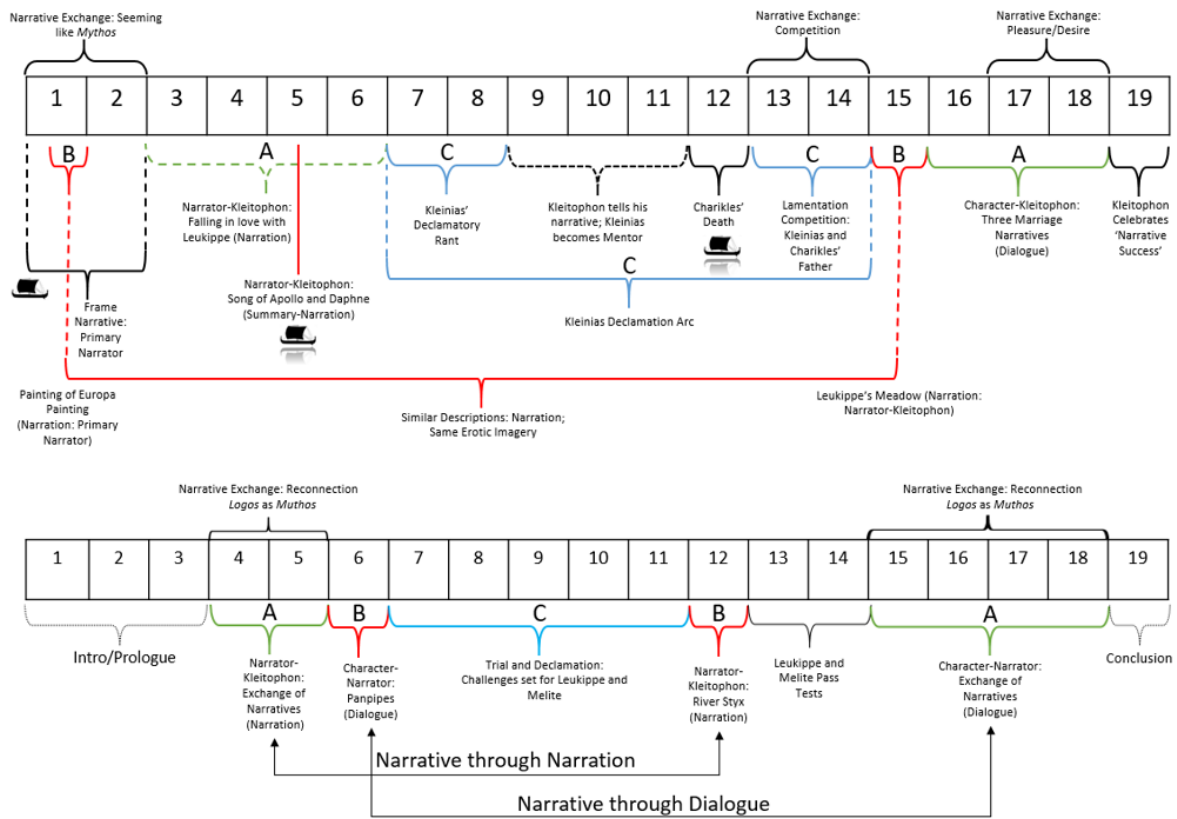 Narrative Exchange: Seeming
like Mythos
Narrative Exchange:
Competition
Narrative Exchange:
Pleasure/Desire
1 2 3 4 5 6 7 8 9 10 11 12 13 14 15 16 17 18 19
B A C C B A
Narrator-Kleitophon:
Falling in love with
Leukippe (Narration)
Kleinias'
Declamatory
Rant
Kleitophon tells his
narrative; Kleinias
becomes Mentor
Charikles'
Death
Lamentation
Competition:
Kleinias and
Charikles'
Father
Character-Kleitophon:
Three Marriage
Narratives
(Dialogue)
Kleitophon
Celebrates
'Narrative
Success'
C
Frame
Narrative:
Primary
Narrator
Narrator-Kleitophon:
Song of Apollo and Daphne
(Summary-Narration)
Kleinias Declamation Arc
Painting of Europa
Painting
(Narration: Primary
Narrator)
Similar Descriptions: Narration;
Same Erotic Imagery
Leukippe's Meadow (Narration:
Narrator-Kleitophon)
Narrative Exchange: Reconnection
Logos as Muthos
Narrative Exchange: Reconnection
Logos as Muthos
1 2 3 4 5 6 7 8 9 10 11 12 13 14 15 16 17 18 19
A B C B A
Intro/Prologue
Narrator-
Kleitophon:
Exchange of
Narratives
(Narration)
Character-
Narrator:
Panpipes
(Dialogue)
Trial and Declamation:
Challenges set for Leukippe and
Melite
Narrator-
Kleitophon:
River Styx
(Narration)
Leukippe and
Melite Pass
Tests
Character-Narrator:
Exchange of
Narratives
(Dialogue)
Conclusion
Narrative through Narration
Narrative through Dialogue